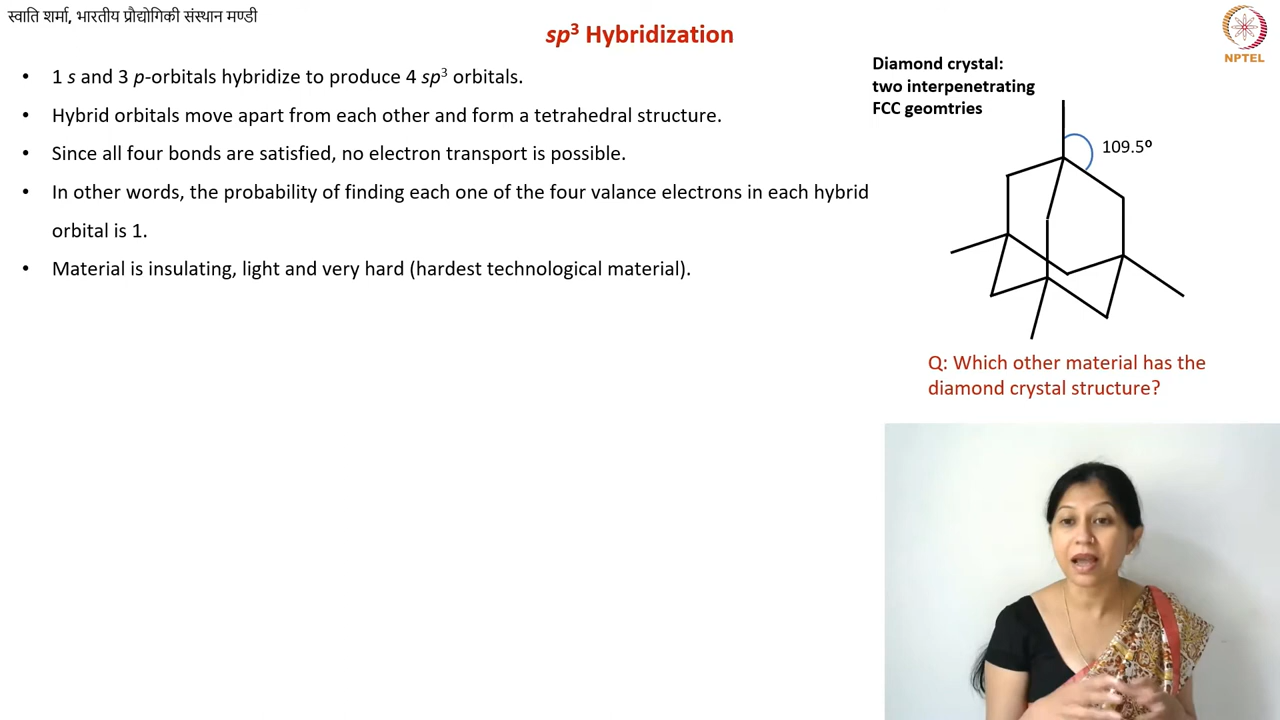 स्वाति शर्मा, भारतीय प्रौद्योगिकी संस्थान मण्डी
sp³ Hybridization
NPTEL
• 1 s and 3 p-orbitals hybridize to produce 4 sp³ orbitals.
• Hybrid orbitals move apart from each other and form a tetrahedral structure.
• Since all four bonds are satisfied, no electron transport is possible.
• In other words, the probability of finding each one of the four valance electrons in each hybrid
orbital is 1.
• Material is insulating, light and very hard (hardest technological material).
Diamond crystal:
two interpenetrating
FCC geomtries
109.5º
Q: Which other material has the
diamond crystal structure?